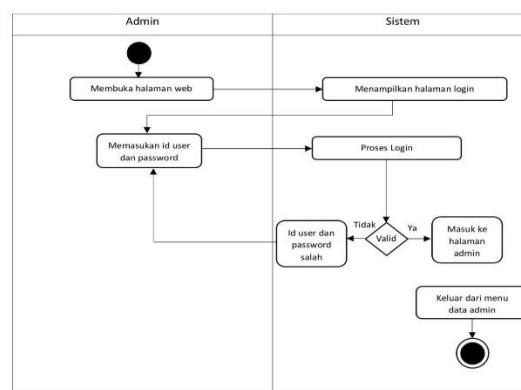 Admin
Sistem
Membuka halaman web
Menampilkan halaman login
Memasukan id user
dan password
Proses Login
Tidak
Valid
Ya
Id user dan
password
salah
Masuk ke
halaman
admin
Keluar dari menu
data admin